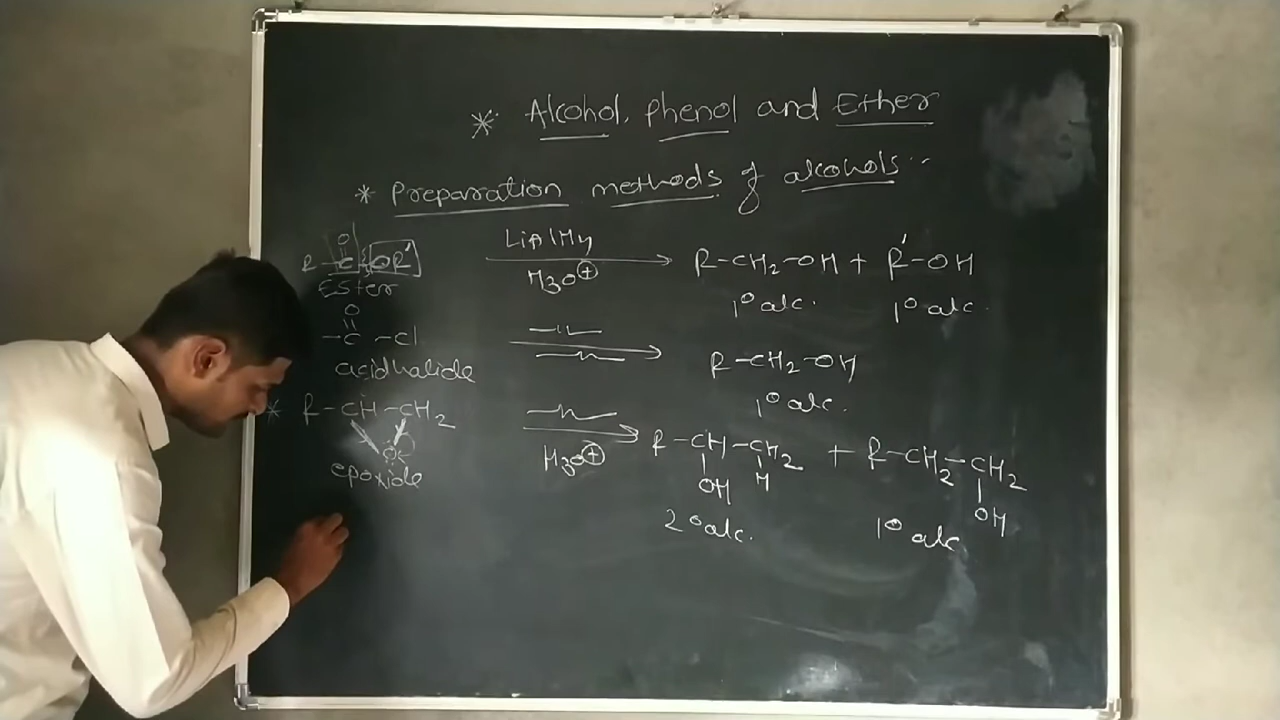 * Alcohol, phenol and Ether
* Preparation methods of alcohols..
O
R-C-OR' LiAlH4 R-CH2-OH + R'-OH
H3O⊕
Ester 1° alc. 1° alc.
O
-C-Cl R-CH2-OH
acidhalide 1° alc.
* R-CH-CH2 R-CH-CH2 + R-CH2-CH2
H3O⊕
OH H OH
epoxide
2° alc. 1° alc